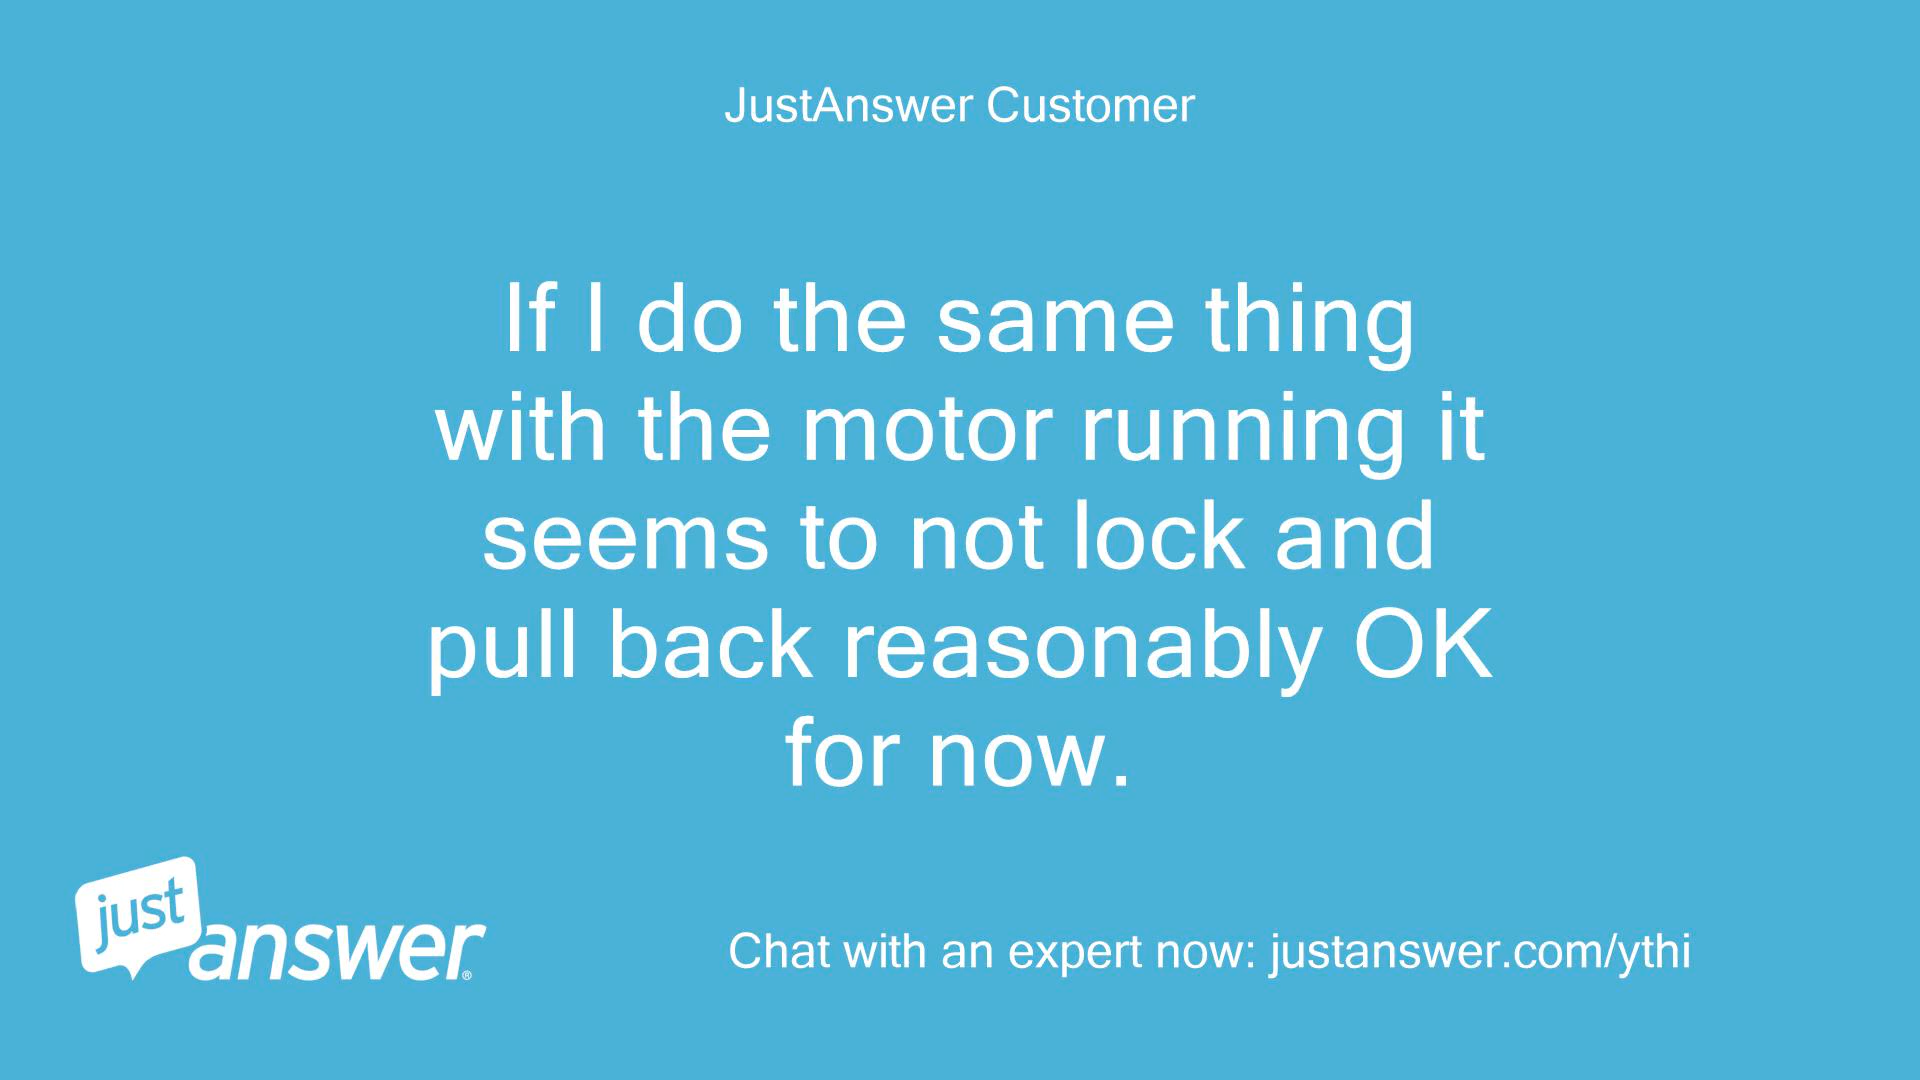 JustAnswer Customer
If I do the same thing
with the motor running it
seems to not lock and
pull back reasonably OK
for now.
just
answer®
Chat with an expert now: justanswer.com/ythi